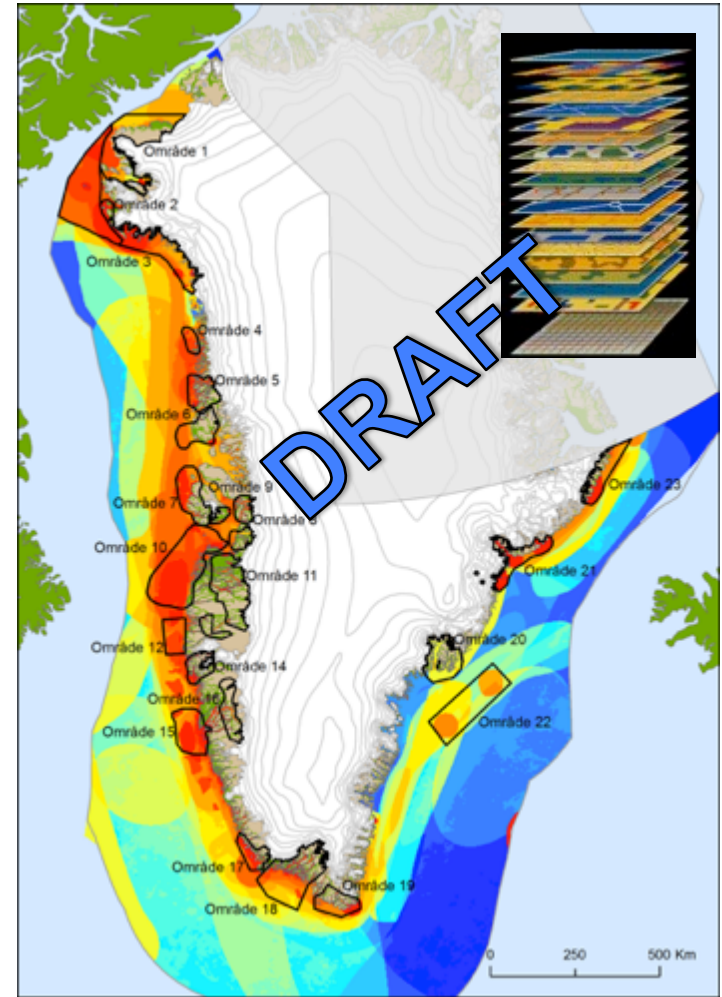 Område 1
Område 2
Område 3
Område 4
Område 5
Område 6
DRAFT
Område 9
Område 23
Område 7
Område 8
Område 10
Område 11
Område 21
Område 12
Område 20
Område 14
Område 16
Område 22
Område 15
Område 17
Område 19
Område 18
0 250 500 Km